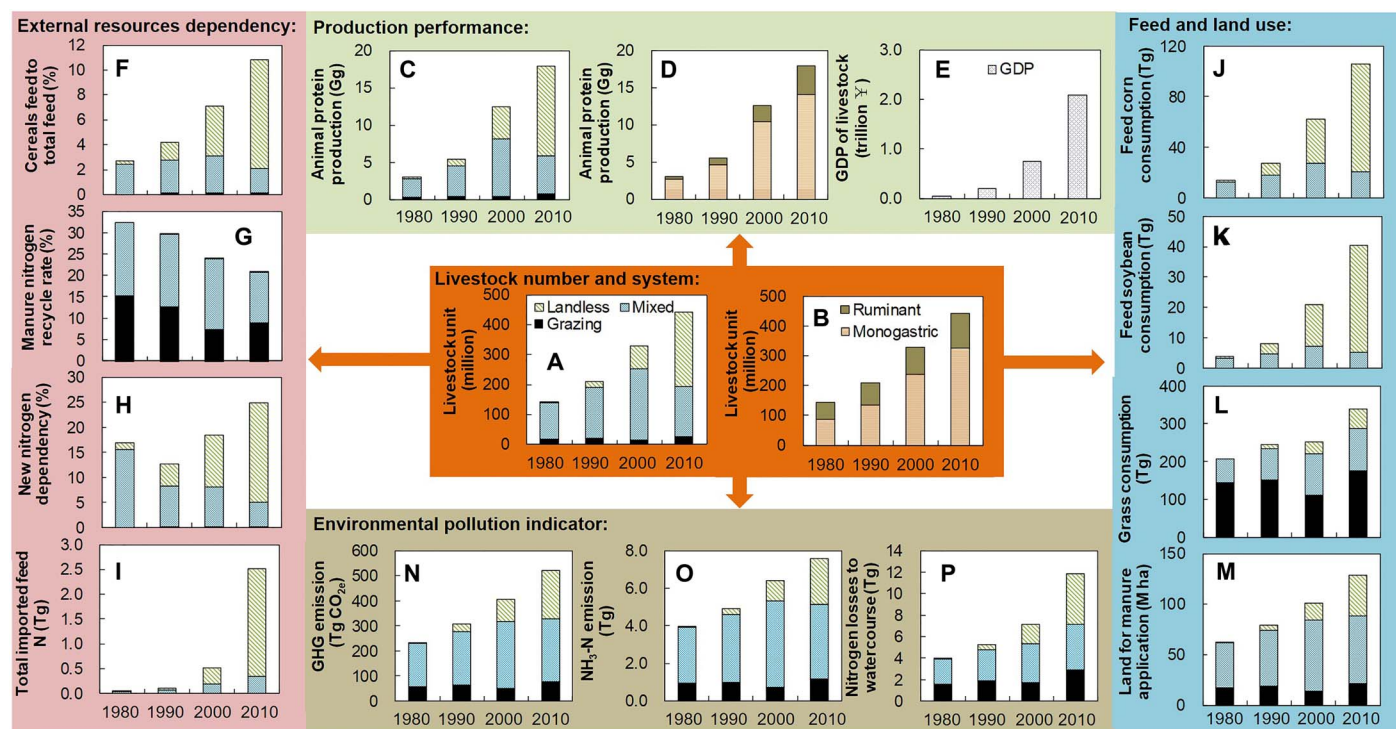 External resources dependency:
Cereals feed to
total feed (%)
12
10
8
6
4
2
0
F
Manure nitrogen
recycle rate (%)
35
30
25
20
15
10
5
0
G
New nitrogen
dependency (%)
30
25
20
15
10
5
0
H
Total imported feed
N (Tg)
3.0
2.5
2.0
1.5
1.0
0.5
0.0
I
1980 1990 2000 2010
Production performance:
Animal protein
production (Gg)
20
15
10
5
0
C
1980 1990 2000 2010
Animal protein
production (Gg)
20
15
10
5
0
D
1980 1990 2000 2010
GDP of livestock
(trillion ¥)
3.0
2.0
1.0
0.0
E
GDP
1980 1990 2000 2010
Livestock number and system:
Livestock unit
(million)
500
400
300
200
100
0
Landless Mixed
Grazing
A
1980 1990 2000 2010
Livestock unit
(million)
500
400
300
200
100
0
B
Ruminant
Monogastric
1980 1990 2000 2010
Environmental pollution indicator:
GHG emission
(Tg CO2e)
600
500
400
300
200
100
0
N
1980 1990 2000 2010
NH3-N emission
(Tg)
8.0
6.0
4.0
2.0
0.0
O
1980 1990 2000 2010
Nitrogen losses to
watercourse (Tg)
14
12
10
8
6
4
2
0
P
1980 1990 2000 2010
Feed and land use:
Feed corn
consumption (Tg)
120
80
40
0
J
Feed soybean
consumption (Tg)
50
40
30
20
10
0
K
Grass consumption
(Tg)
400
300
200
100
0
L
Land for manure
application (M ha)
150
100
50
0
M
1980 1990 2000 2010